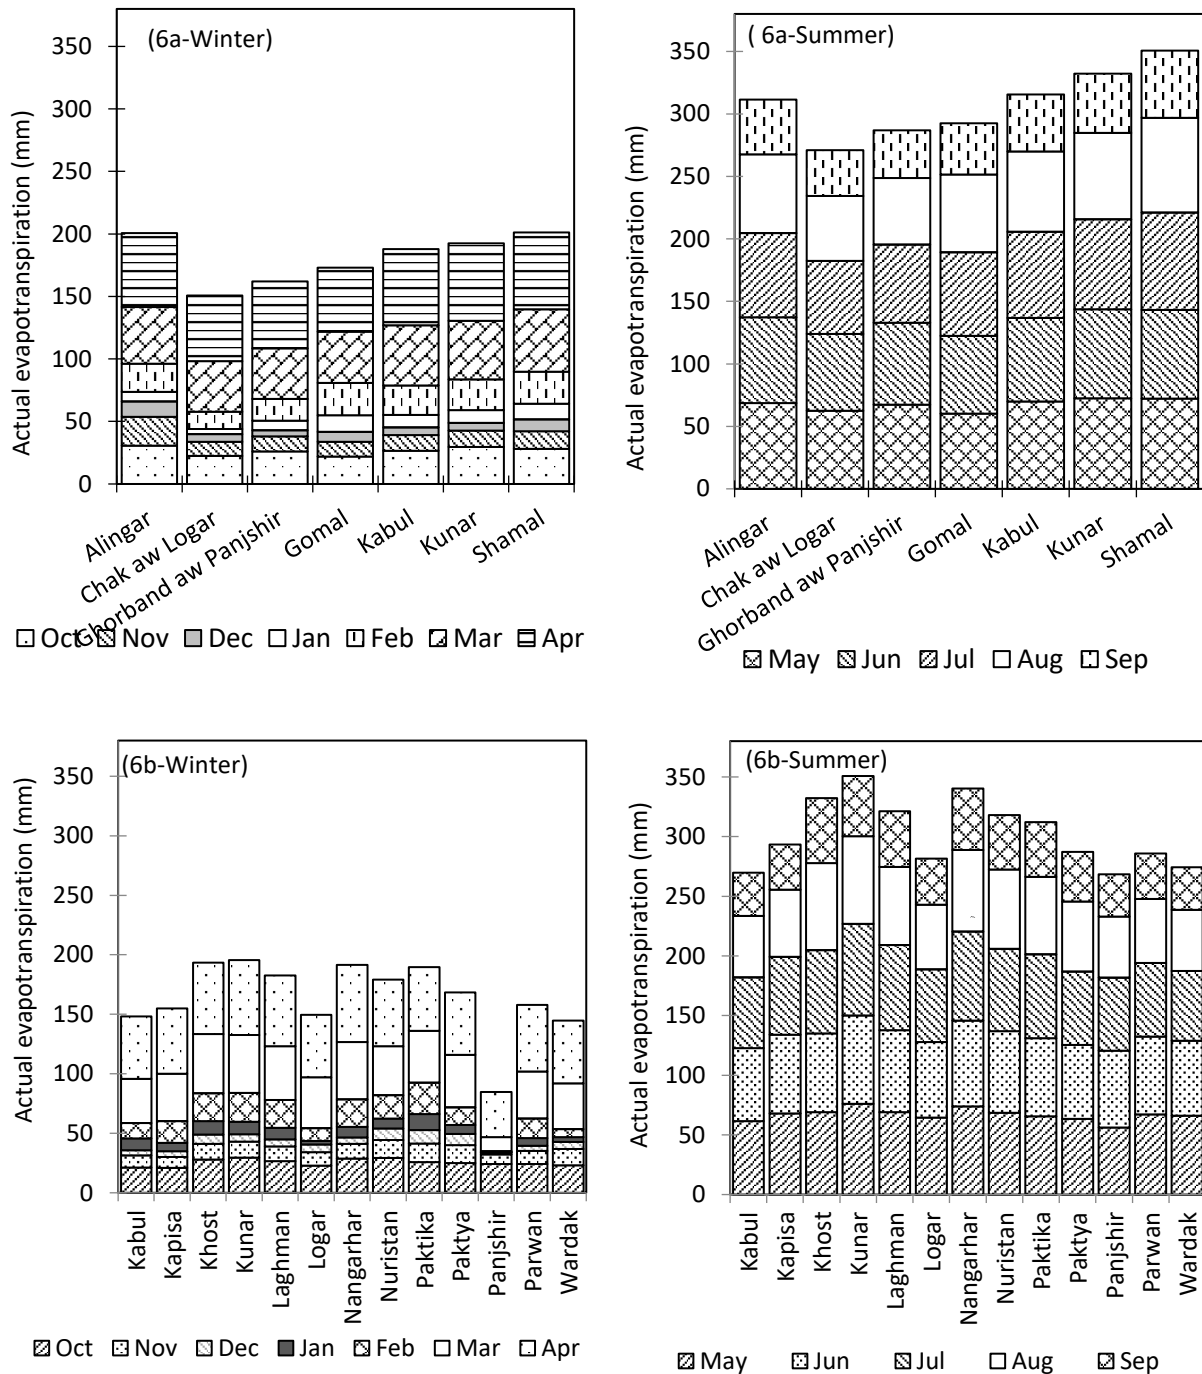 (6a-Winter)
Actual evapotranspiration (mm)
350
300
250
200
150
100
50
0
Alingar
Chak aw Logar
Ghorband aw Panjshir
Gomal
Kabul
Kunar
Shamal
Oct Nov Dec Jan Feb Mar Apr
( 6a-Summer)
Actual evapotranspiration (mm)
350
300
250
200
150
100
50
0
Alingar
Chak aw Logar
Ghorband aw Panjshir
Gomal
Kabul
Kunar
Shamal
May Jun Jul Aug Sep
(6b-Winter)
Actual evapotranspiration (mm)
350
300
250
200
150
100
50
0
Kabul
Kapisa
Khost
Kunar
Laghman
Logar
Nangarhar
Nuristan
Paktika
Paktya
Panjshir
Parwan
Wardak
Oct Nov Dec Jan Feb Mar Apr
(6b-Summer)
Actual evapotranspiration (mm)
350
300
250
200
150
100
50
0
Kabul
Kapisa
Khost
Kunar
Laghman
Logar
Nangarhar
Nuristan
Paktika
Paktya
Panjshir
Parwan
Wardak
May Jun Jul Aug Sep